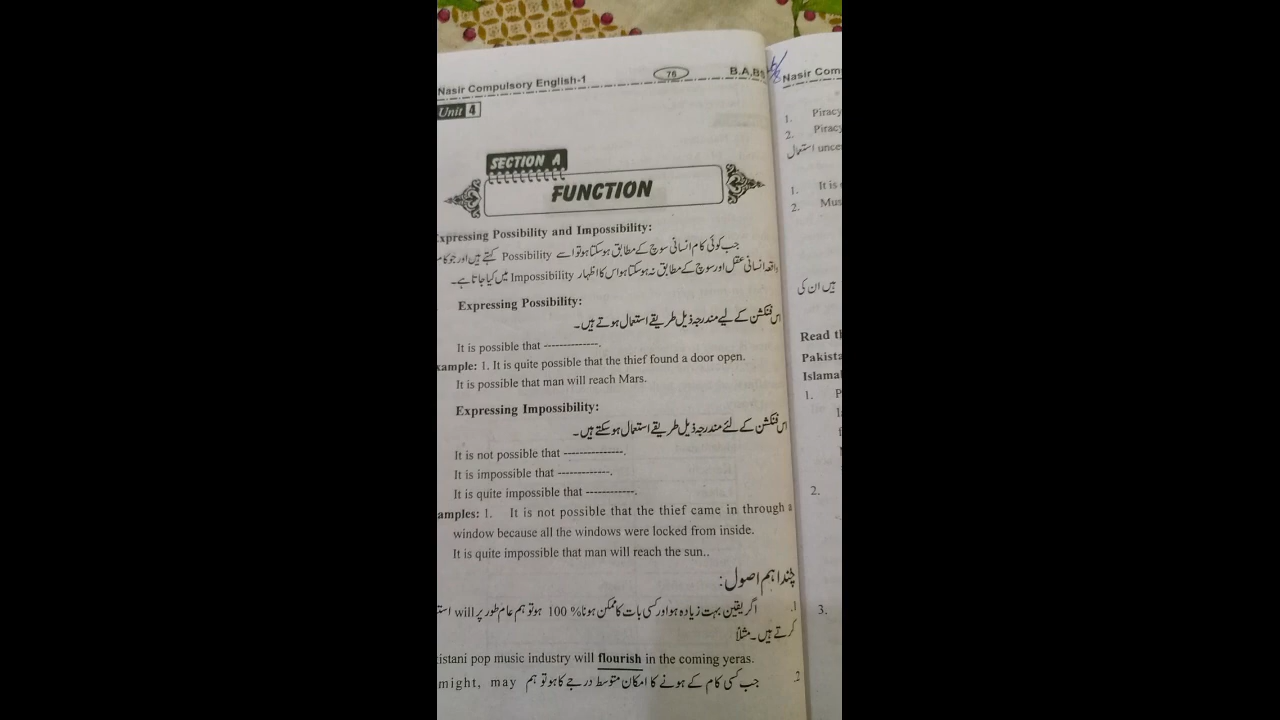 Nasir Compulsory English-1 76 B.A,BS
Unit 4
SECTION A
FUNCTION
Expressing Possibility and Impossibility:
جب کوئی کام انسانی سوچ کے مطابق ہو سکتا ہو تو اسے Possibility کہتے ہیں اور جو کام
واقعہ انسانی عقل اور سوچ کے مطابق نہ ہو سکتا ہو اس کا اظہار Impossibility میں کیا جاتا ہے۔
Expressing Possibility:
اس فنکشن کے لیے مندرجہ ذیل طریقے استعمال ہوتے ہیں۔
It is possible that --------------.
xample: 1. It is quite possible that the thief found a door open.
It is possible that man will reach Mars.
Expressing Impossibility:
اس فنکشن کے لئے مندرجہ ذیل طریقے استعمال ہو سکتے ہیں۔
It is not possible that ---------------.
It is impossible that -------------.
It is quite impossible that ------------.
amples: 1. It is not possible that the thief came in through a
window because all the windows were locked from inside.
It is quite impossible that man will reach the sun..
چند اہم اصول:
1. اگر یقین بہت زیادہ ہو اور کسی بات کا ممکن ہونا 100% ہو تو ہم عام طور پر will است
کرتے ہیں۔ مثلاً
istani pop music industry will flourish in the coming yeras.
2. جب کسی کام کے ہونے کا امکان متوسط درجے کا ہو تو ہم might, may
Nasir Com
1. Piracy
2. Piracy
استعمال unce
1. It is
2. Mus
ہیں ان کی
Read th
Pakista
Islama
1. P
2.
3.